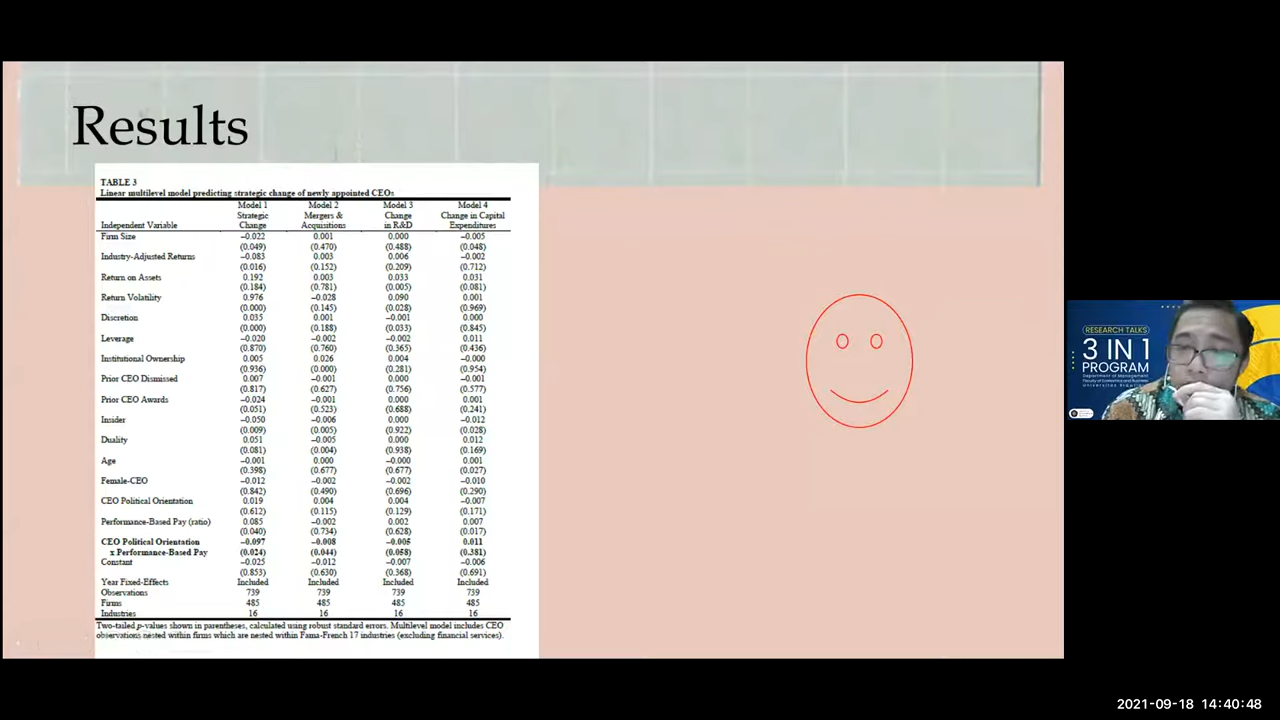 Results
TABLE 3
Linear multilevel model predicting strategic change of newly appointed CEOs
Model 1 Model 2 Model 3 Model 4
Strategic Mergers & Change Change in Capital
Independent Variable Change Acquisitions in R&D Expenditures
Firm Size −0.022 0.001 0.000 −0.005
(0.049) (0.470) (0.488) (0.048)
Industry-Adjusted Returns −0.083 0.003 0.006 −0.002
(0.016) (0.152) (0.209) (0.712)
Return on Assets 0.192 0.003 0.033 0.031
(0.184) (0.781) (0.005) (0.081)
Return Volatility 0.976 −0.028 0.090 0.001
(0.000) (0.145) (0.028) (0.969)
Discretion 0.035 0.001 −0.001 0.000
(0.000) (0.188) (0.033) (0.845)
Leverage −0.020 −0.002 −0.002 0.011
(0.870) (0.760) (0.365) (0.436)
Institutional Ownership 0.005 0.026 0.004 −0.000
(0.936) (0.000) (0.281) (0.954)
Prior CEO Dismissed 0.007 −0.001 0.000 −0.001
(0.817) (0.627) (0.756) (0.577)
Prior CEO Awards −0.024 −0.001 0.000 0.001
(0.051) (0.523) (0.688) (0.241)
Insider −0.050 −0.006 0.000 −0.012
(0.009) (0.005) (0.922) (0.028)
Duality 0.051 −0.005 0.000 0.012
(0.081) (0.004) (0.938) (0.169)
Age −0.001 0.000 −0.000 0.001
(0.398) (0.677) (0.677) (0.027)
Female-CEO −0.012 −0.002 −0.002 −0.010
(0.842) (0.490) (0.696) (0.290)
CEO Political Orientation 0.019 0.004 0.004 −0.007
(0.612) (0.115) (0.129) (0.171)
Performance-Based Pay (ratio) 0.085 −0.002 0.002 0.007
(0.040) (0.734) (0.628) (0.017)
CEO Political Orientation −0.097 −0.008 −0.005 0.011
x Performance-Based Pay (0.024) (0.044) (0.058) (0.381)
Constant −0.025 −0.012 −0.007 −0.006
(0.853) (0.630) (0.368) (0.691)
Year Fixed-Effects Included Included Included Included
Observations 739 739 739 739
Firms 485 485 485 485
Industries 16 16 16 16
Two-tailed p-values shown in parentheses, calculated using robust standard errors. Multilevel model includes CEO
observations nested within firms which are nested within Fama-French 17 industries (excluding financial services).
RESEARCH TALKS
3 IN 1
PROGRAM
Department of Management
Faculty of Economics and Business
2021-09-18 14:40:48